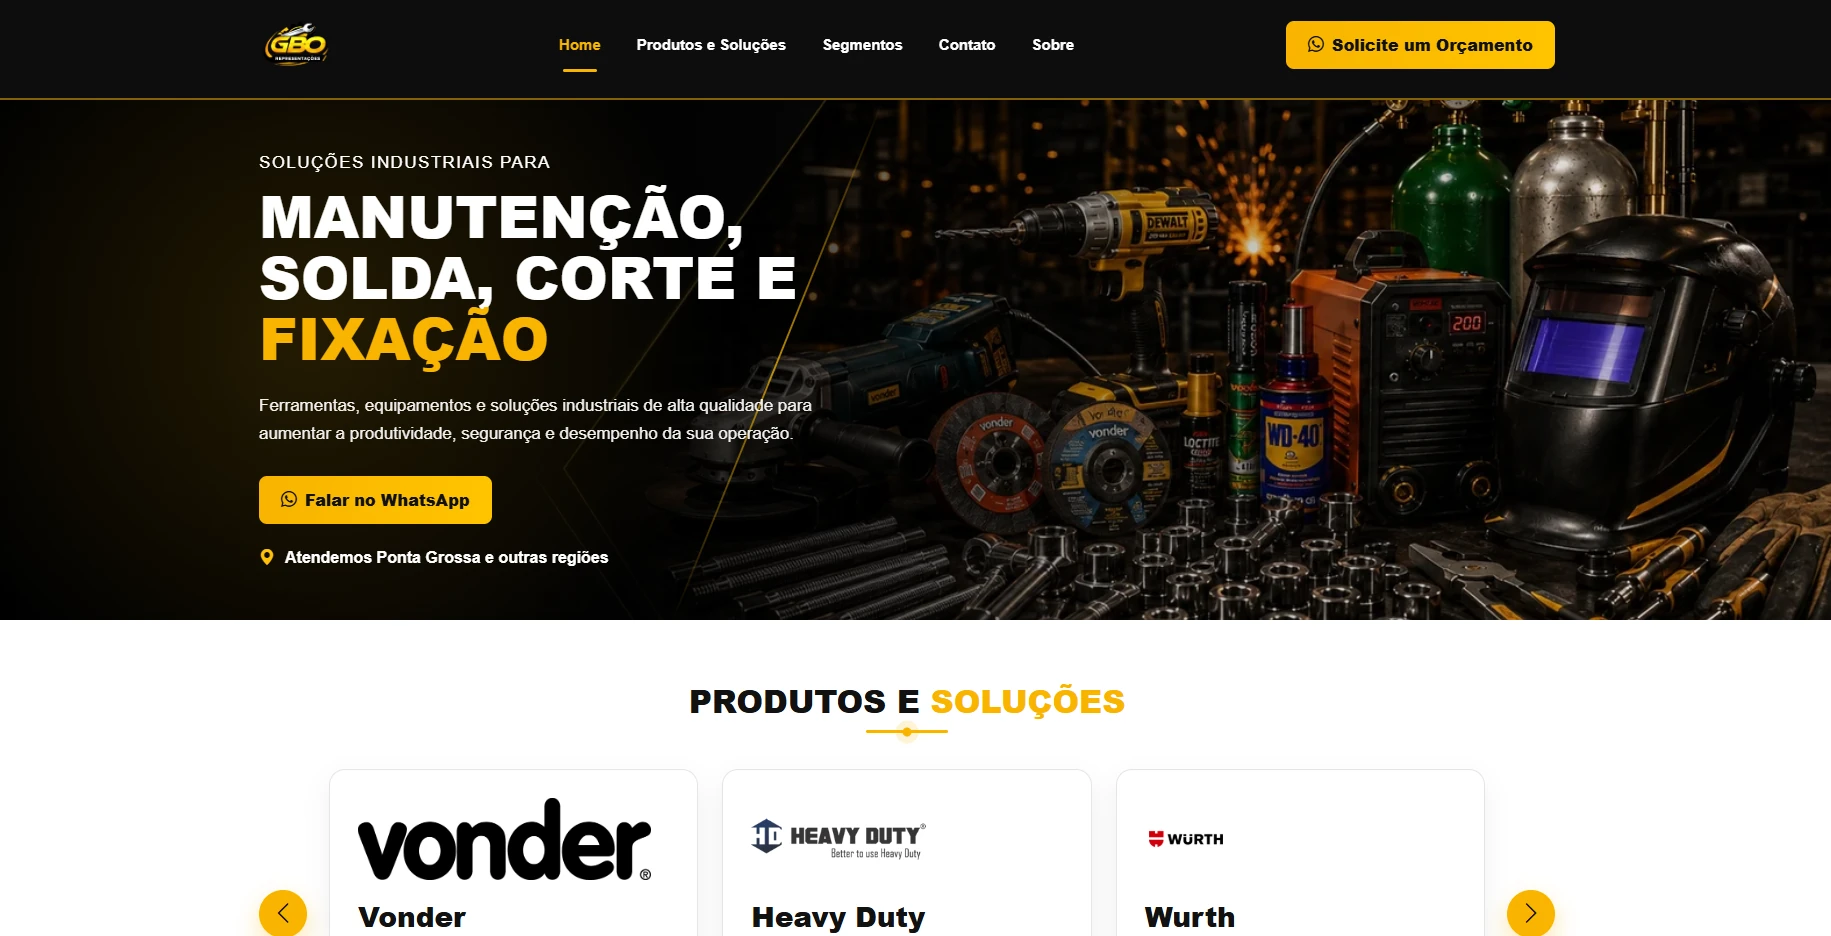 GBO
REPRESENTAÇÕES
Home
Produtos e Soluções
Segmentos
Contato
Sobre
Solicite um Orçamento
SOLUÇÕES INDUSTRIAIS PARA
MANUTENÇÃO,
SOLDA, CORTE E
FIXAÇÃO
Ferramentas, equipamentos e soluções industriais de alta qualidade para
aumentar a produtividade, segurança e desempenho da sua operação.
Falar no WhatsApp
Atendemos Ponta Grossa e outras regiões
DEWALT
200
vonder
vonder
vonder
LOCTITE
WD-40
PRODUTOS E SOLUÇÕES
vonder®
HD HEAVY DUTY®
Better to use Heavy Duty
WÜRTH
Vonder
Heavy Duty
Wurth